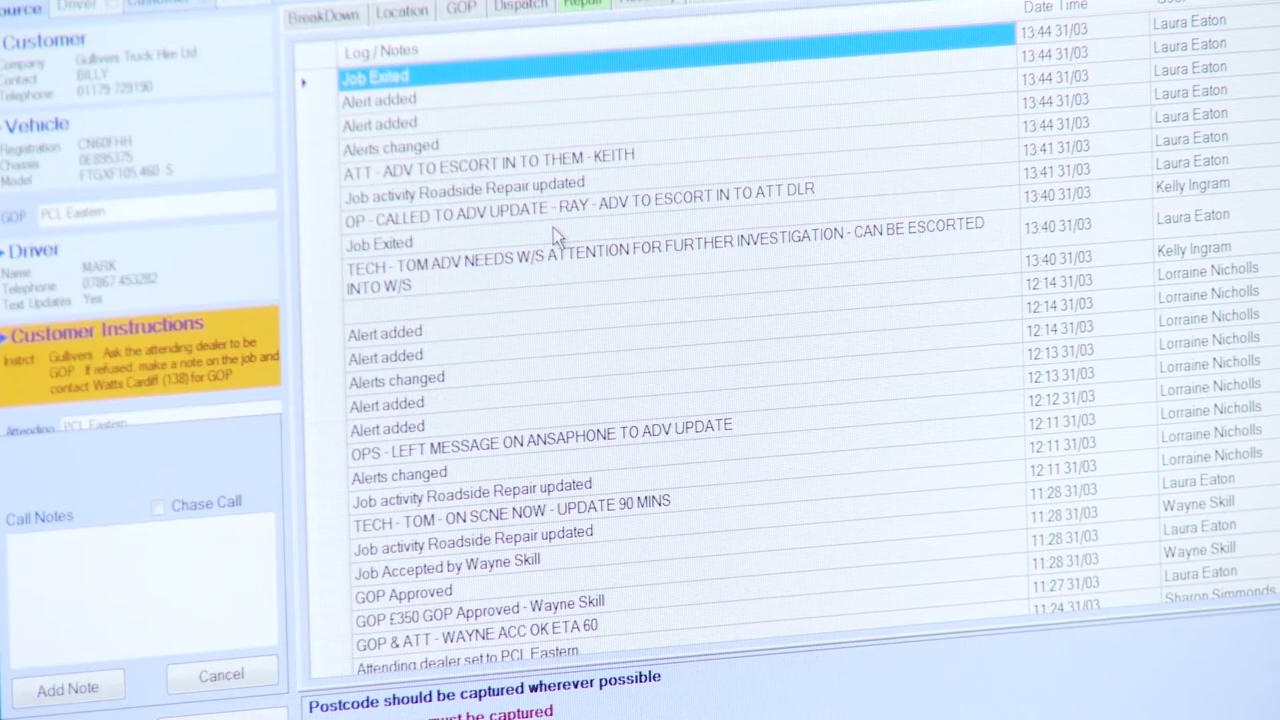 ource Driver
Customer
Company Gullivers Truck Hire Ltd
Contact BILLY
Telephone 01179 729190
Vehicle
Registration CN60FHH
Chassis 0E895375
Model FTGXF105.460 S
GOP PCL Eastern
Driver
Name MARK
Telephone 07867 453282
Text Updates Yes
Customer Instructions
Instrct Gullivers Ask the attending dealer to be
GOP If refused, make a note on the job and
contact Watts Cardiff (138) for GOP
Attending PCL Eastern
Call Notes Chase Call
Add Note Cancel
BreakDown Location GOP Dispatch Repair
Log / Notes Date Time
Job Exited 13:44 31/03 Laura Eaton
Alert added 13:44 31/03 Laura Eaton
Alert added 13:44 31/03 Laura Eaton
Alerts changed 13:44 31/03 Laura Eaton
ATT - ADV TO ESCORT IN TO THEM - KEITH 13:44 31/03 Laura Eaton
Job activity Roadside Repair updated 13:41 31/03 Laura Eaton
OP - CALLED TO ADV UPDATE - RAY - ADV TO ESCORT IN TO ATT DLR 13:41 31/03 Laura Eaton
Job Exited 13:40 31/03 Kelly Ingram
TECH - TOM ADV NEEDS W/S ATTENTION FOR FURTHER INVESTIGATION - CAN BE ESCORTED 13:40 31/03 Laura Eaton
INTO W/S
13:40 31/03 Kelly Ingram
Alert added 12:14 31/03 Lorraine Nicholls
Alert added 12:14 31/03 Lorraine Nicholls
Alerts changed 12:14 31/03 Lorraine Nicholls
Alert added 12:13 31/03 Lorraine Nicholls
Alert added 12:13 31/03 Lorraine Nicholls
OPS - LEFT MESSAGE ON ANSAPHONE TO ADV UPDATE 12:12 31/03 Lorraine Nicholls
Alerts changed 12:11 31/03 Lorraine Nicholls
Job activity Roadside Repair updated 12:11 31/03 Lorraine Nicholls
TECH - TOM - ON SCNE NOW - UPDATE 90 MINS 12:11 31/03 Lorraine Nicholls
Job activity Roadside Repair updated 11:28 31/03 Laura Eaton
Job Accepted by Wayne Skill 11:28 31/03 Wayne Skill
GOP Approved 11:28 31/03 Laura Eaton
GOP £350 GOP Approved - Wayne Skill 11:28 31/03 Wayne Skill
GOP & ATT - WAYNE ACC OK ETA 60 11:27 31/03 Laura Eaton
Attending dealer set to PCL Eastern 11:24 31/03 Sharon Simmonds
Postcode should be captured wherever possible
must be captured